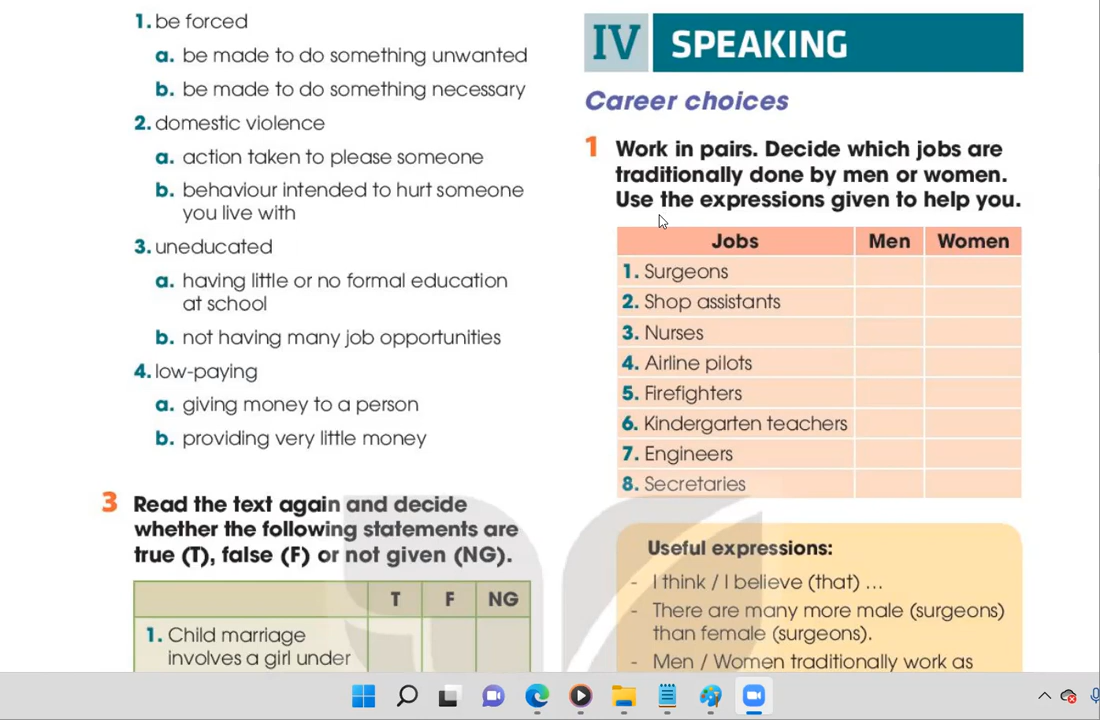 1. be forced
a. be made to do something unwanted
b. be made to do something necessary
2. domestic violence
a. action taken to please someone
b. behaviour intended to hurt someone
you live with
3. uneducated
a. having little or no formal education
at school
b. not having many job opportunities
4. low-paying
a. giving money to a person
b. providing very little money
3 Read the text again and decide
whether the following statements are
true (T), false (F) or not given (NG).
T F NG
1. Child marriage
involves a girl under
IV SPEAKING
Career choices
1 Work in pairs. Decide which jobs are
traditionally done by men or women.
Use the expressions given to help you.
Jobs Men Women
1. Surgeons
2. Shop assistants
3. Nurses
4. Airline pilots
5. Firefighters
6. Kindergarten teachers
7. Engineers
8. Secretaries
Useful expressions:
- I think / I believe (that) ...
- There are many more male (surgeons)
than female (surgeons).
- Men / Women traditionally work as